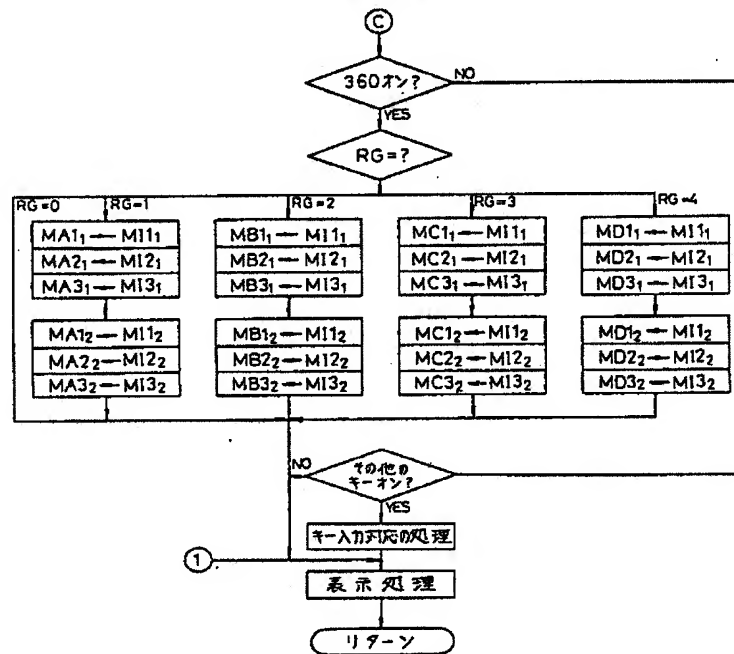 C
360オン?
NO
YES
RG=?
RG=0
RG=1
RG=2
RG=3
RG=4
MA1₁ ← MI1₁
MA2₁ ← MI2₁
MA3₁ ← MI3₁
MB1₁ ← MI1₁
MB2₁ ← MI2₁
MB3₁ ← MI3₁
MC1₁ ← MI1₁
MC2₁ ← MI2₁
MC3₁ ← MI3₁
MD1₁ ← MI1₁
MD2₁ ← MI2₁
MD3₁ ← MI3₁
MA1₂ ← MI1₂
MA2₂ ← MI2₂
MA3₂ ← MI3₂
MB1₂ ← MI1₂
MB2₂ ← MI2₂
MB3₂ ← MI3₂
MC1₂ ← MI1₂
MC2₂ ← MI2₂
MC3₂ ← MI3₂
MD1₂ ← MI1₂
MD2₂ ← MI2₂
MD3₂ ← MI3₂
NO
その他の
キーオン?
YES
キー入力対応の処理
1
表示処理
リターン